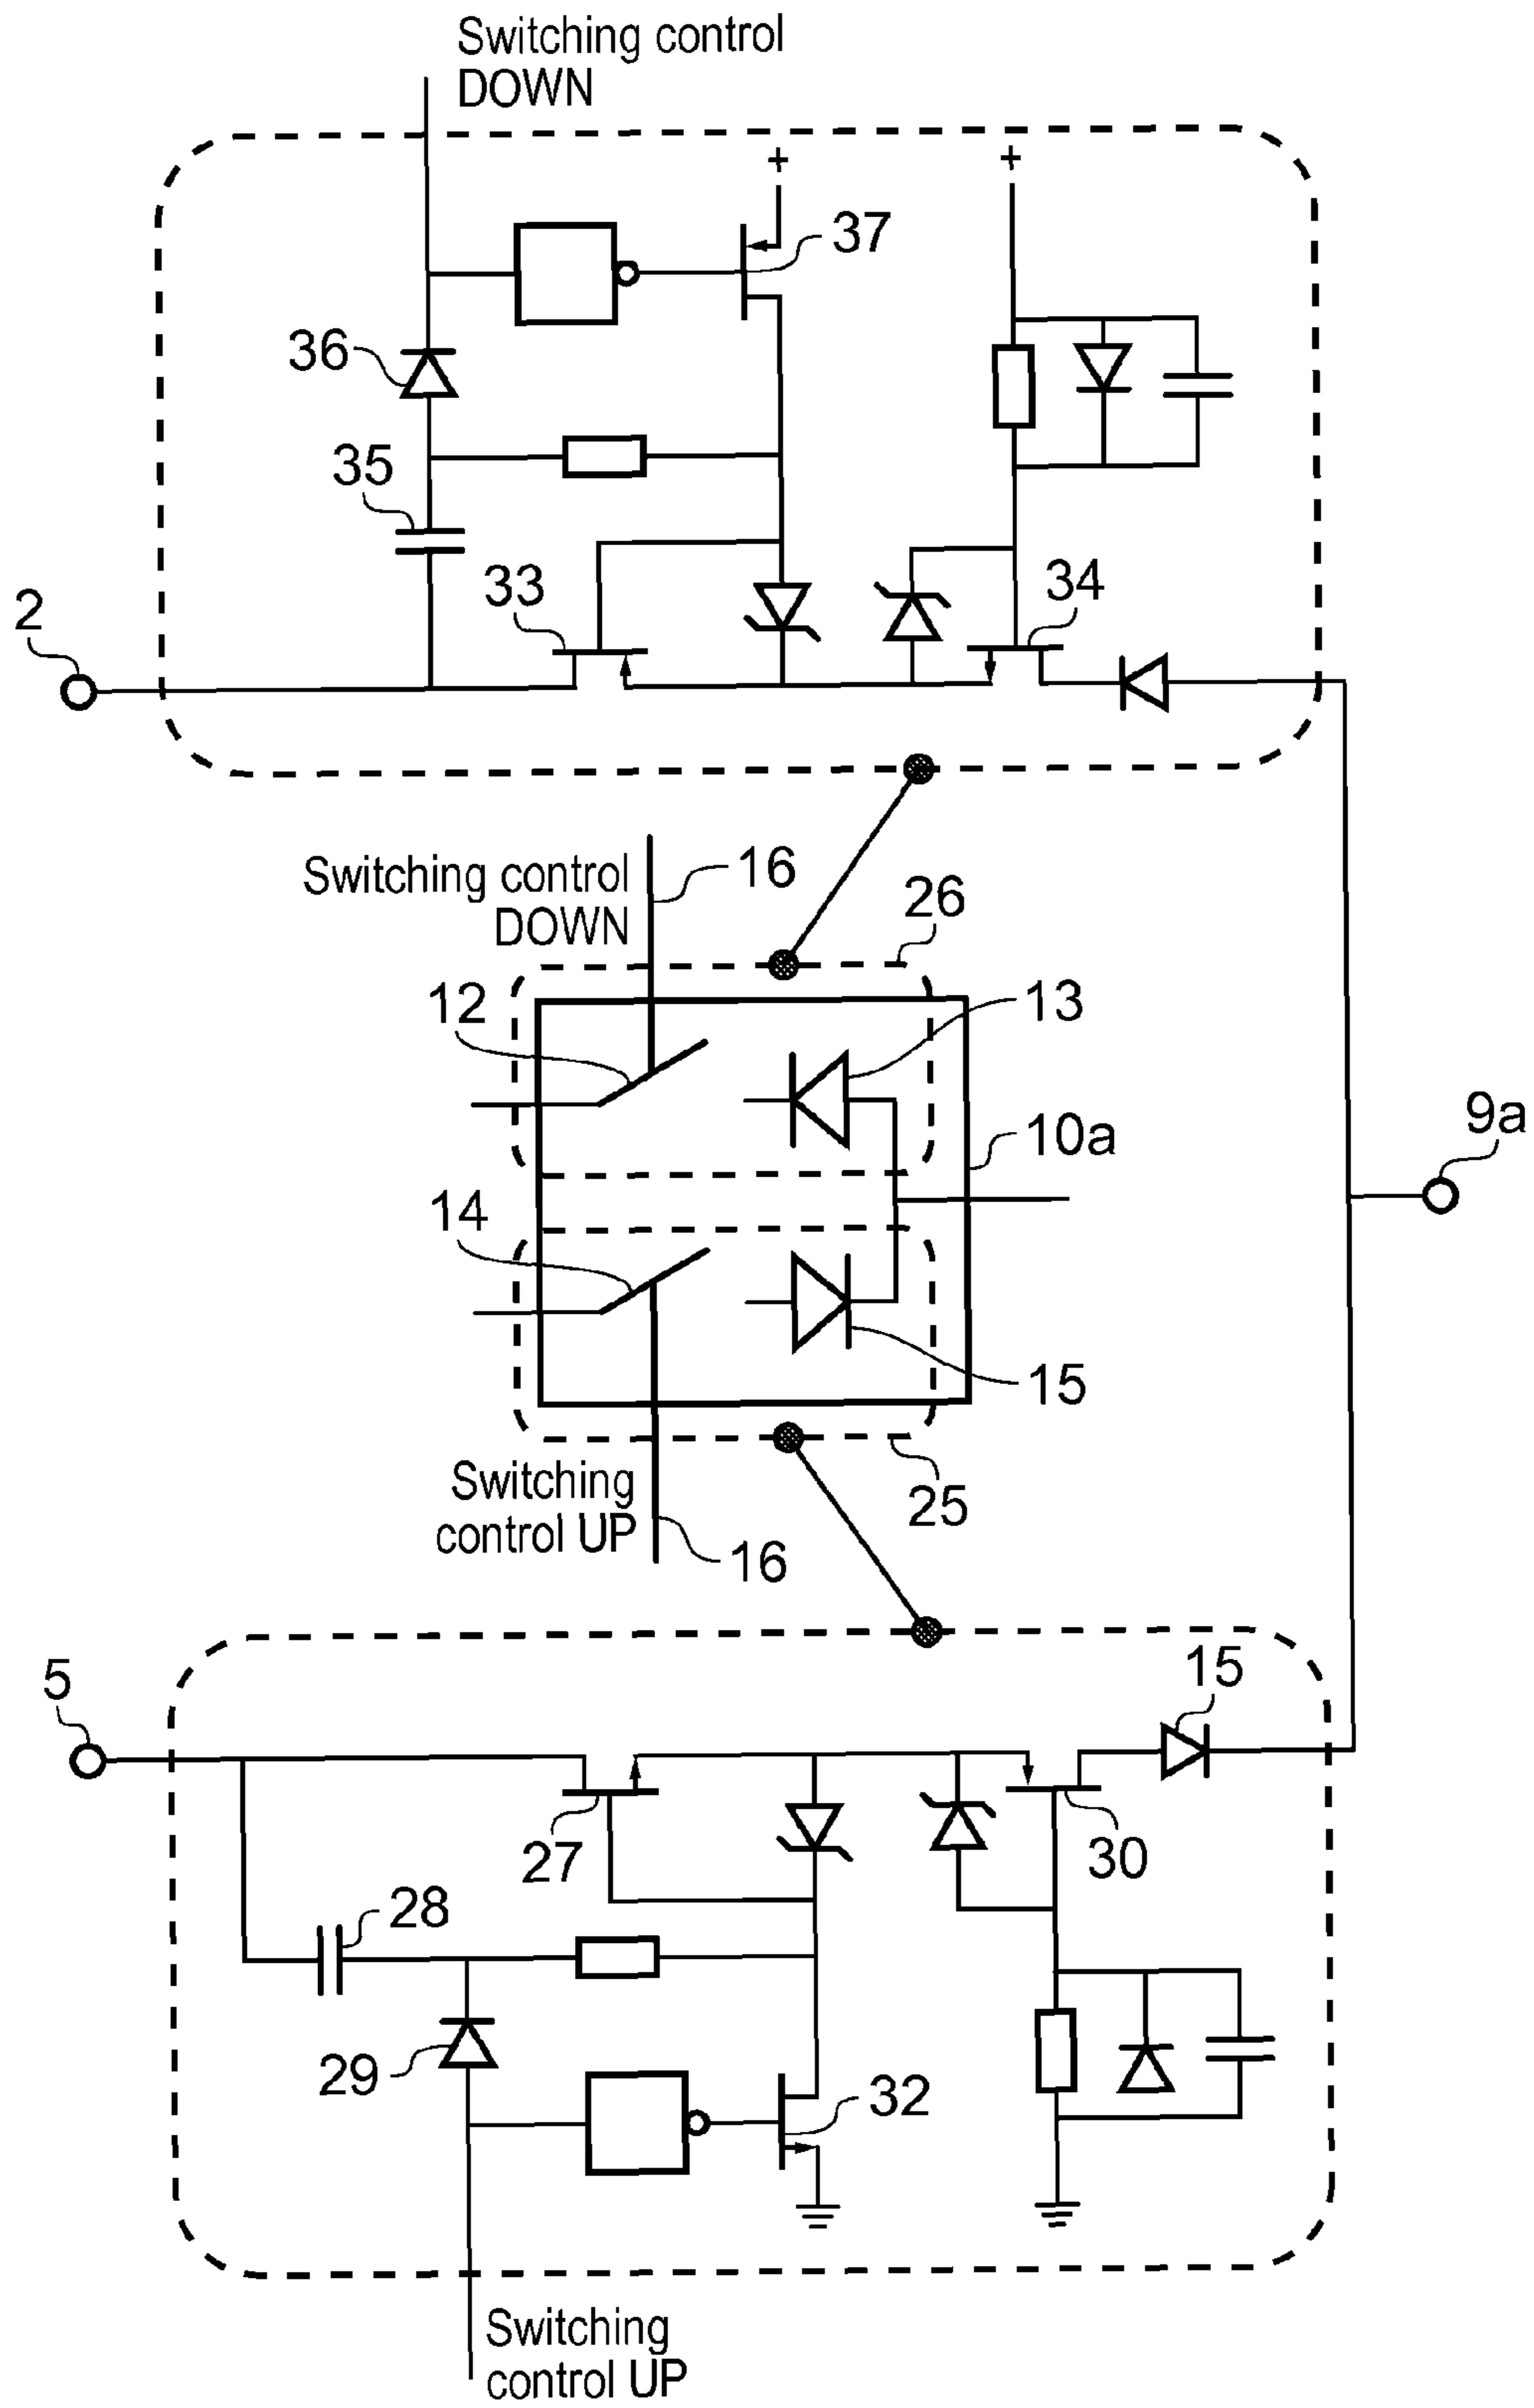 Switching control
DOWN
+ +
37
36
35
33
34
2
Switching control
DOWN
16
26
12
13
10a
9a
14
15
Switching
control UP
16
25
5
15
27
30
28
29
32
Switching
control UP